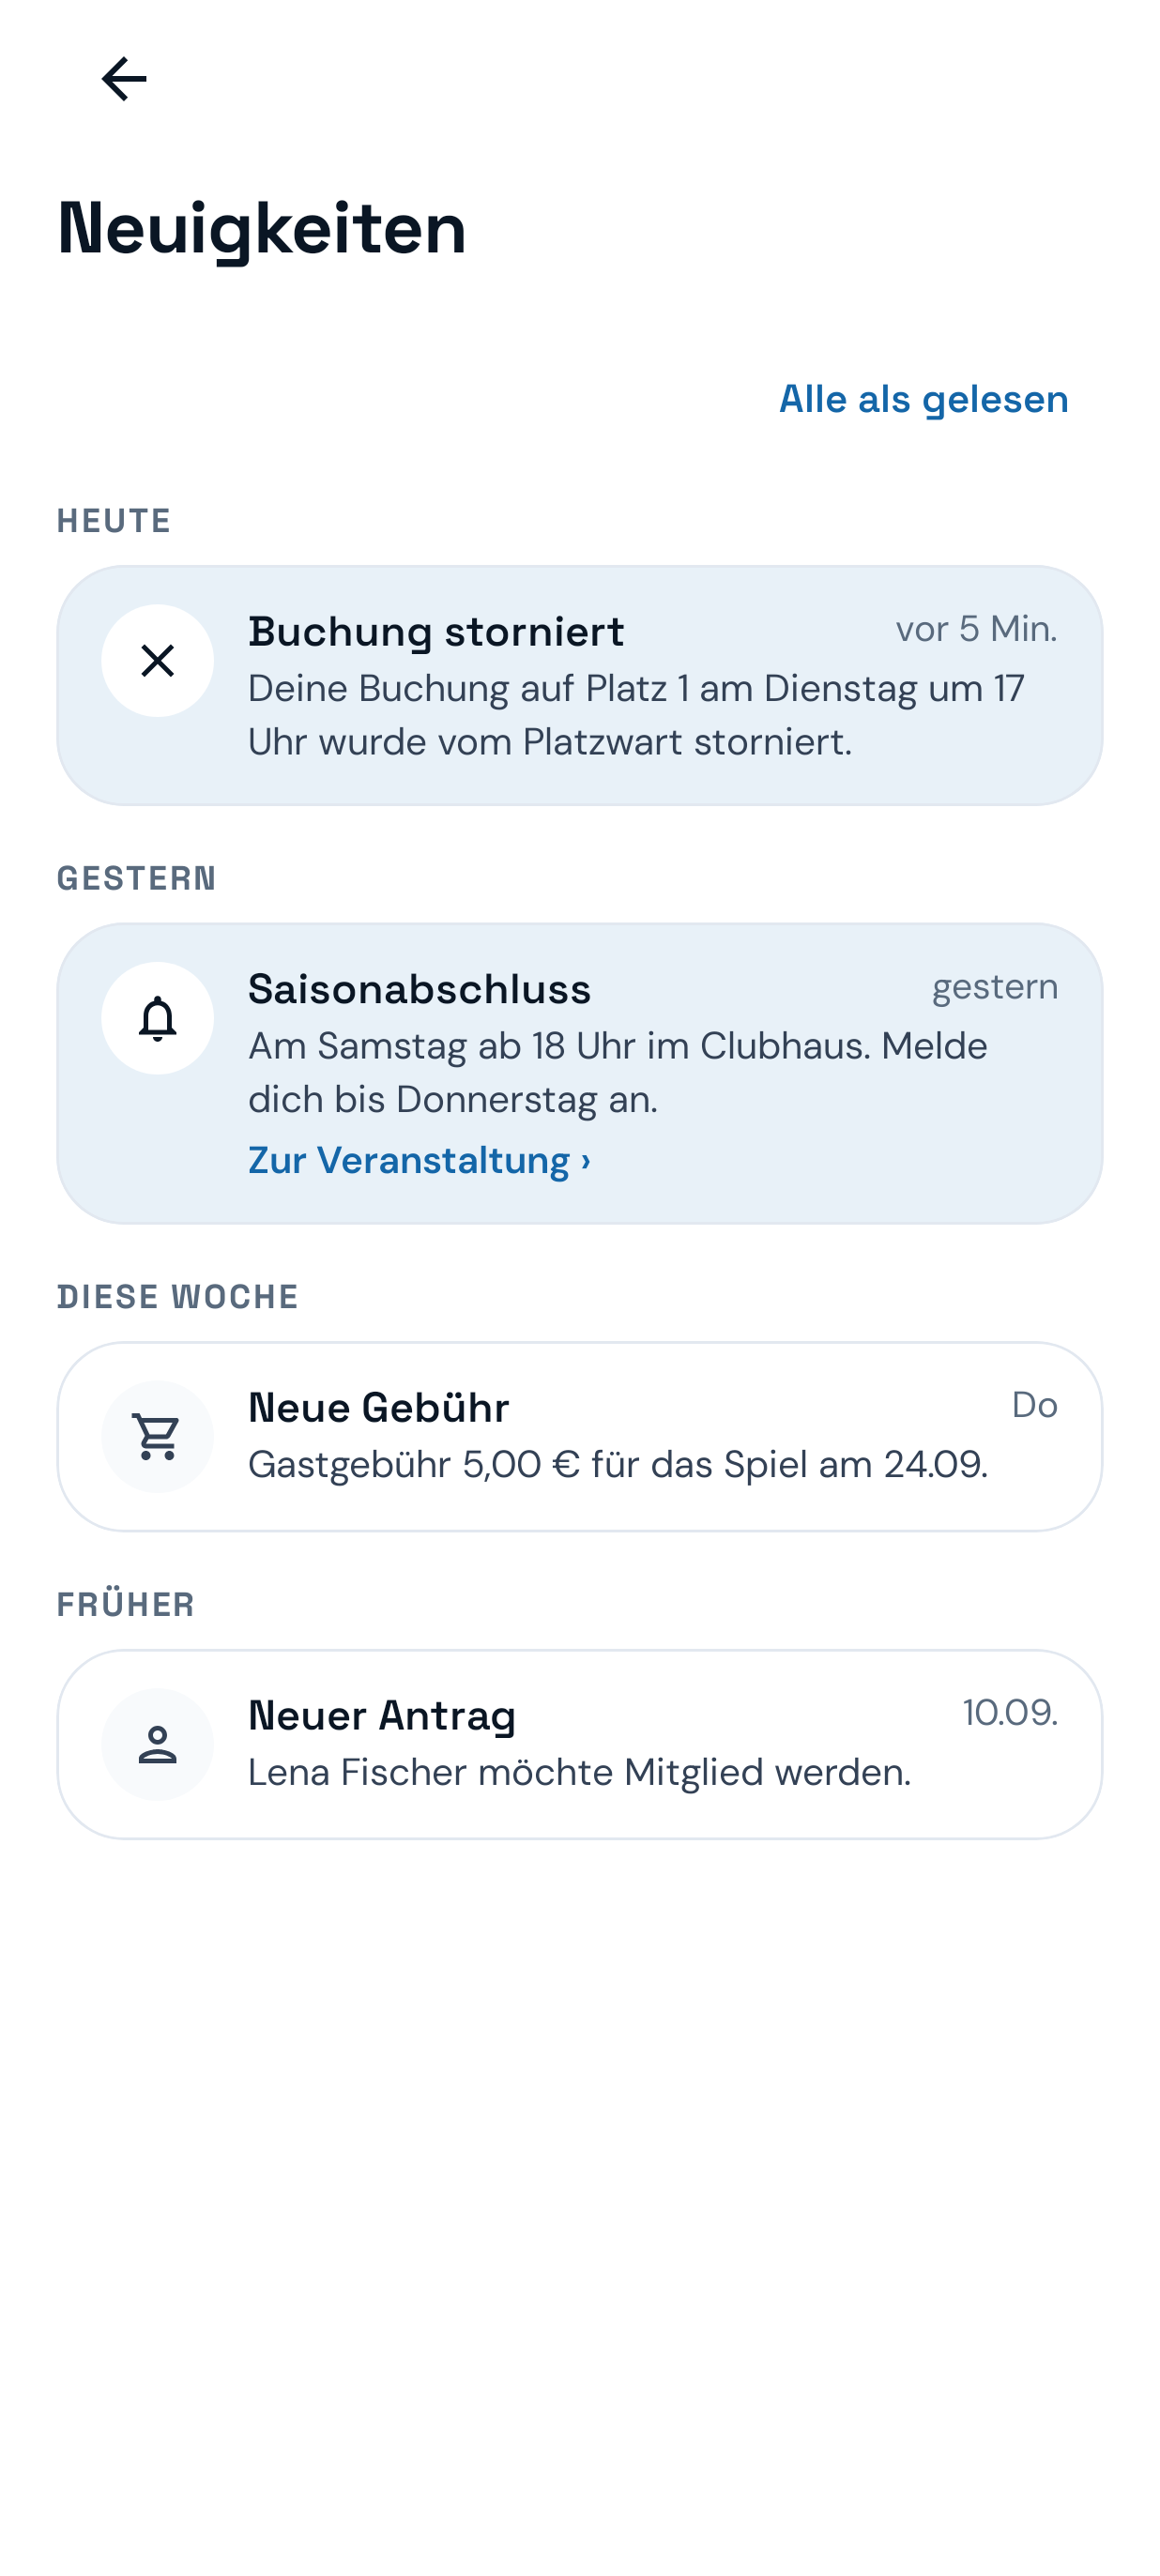 Neuigkeiten
Alle als gelesen
HEUTE
Buchung storniert
vor 5 Min.
Deine Buchung auf Platz 1 am Dienstag um 17
Uhr wurde vom Platzwart storniert.
GESTERN
Saisonabschluss
gestern
Am Samstag ab 18 Uhr im Clubhaus. Melde
dich bis Donnerstag an.
Zur Veranstaltung ›
DIESE WOCHE
Neue Gebühr
Do
Gastgebühr 5,00 € für das Spiel am 24.09.
FRÜHER
Neuer Antrag
10.09.
Lena Fischer möchte Mitglied werden.